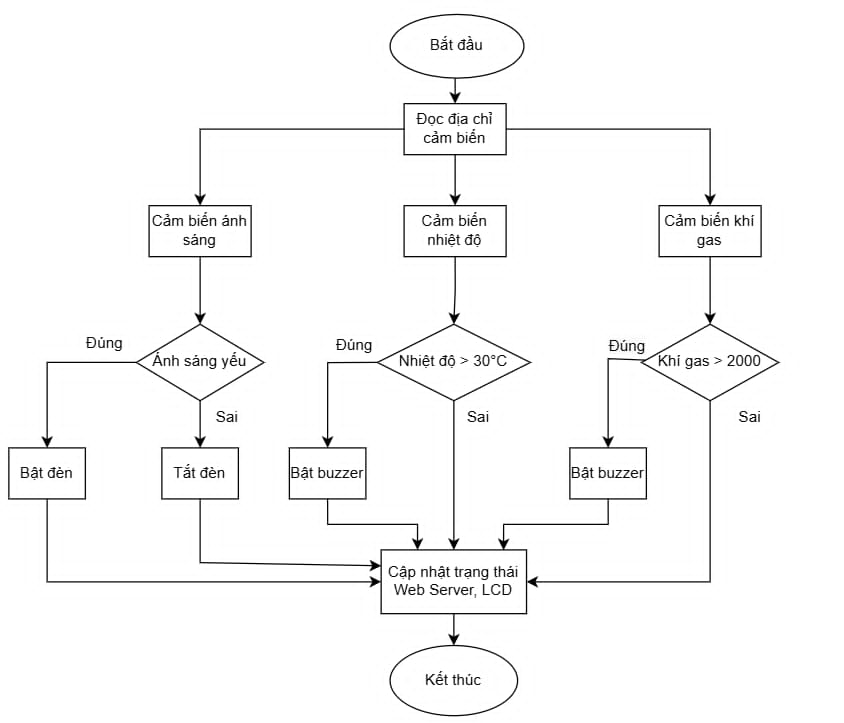 Bắt đầu
Đọc địa chỉ
cảm biến
Cảm biến ánh
sáng
Cảm biến
nhiệt độ
Cảm biến khí
gas
Đúng
Ánh sáng yếu
Sai
Đúng
Nhiệt độ > 30°C
Sai
Đúng
Khí gas > 2000
Sai
Bật đèn
Tắt đèn
Bật buzzer
Bật buzzer
Cập nhật trạng thái
Web Server, LCD
Kết thúc